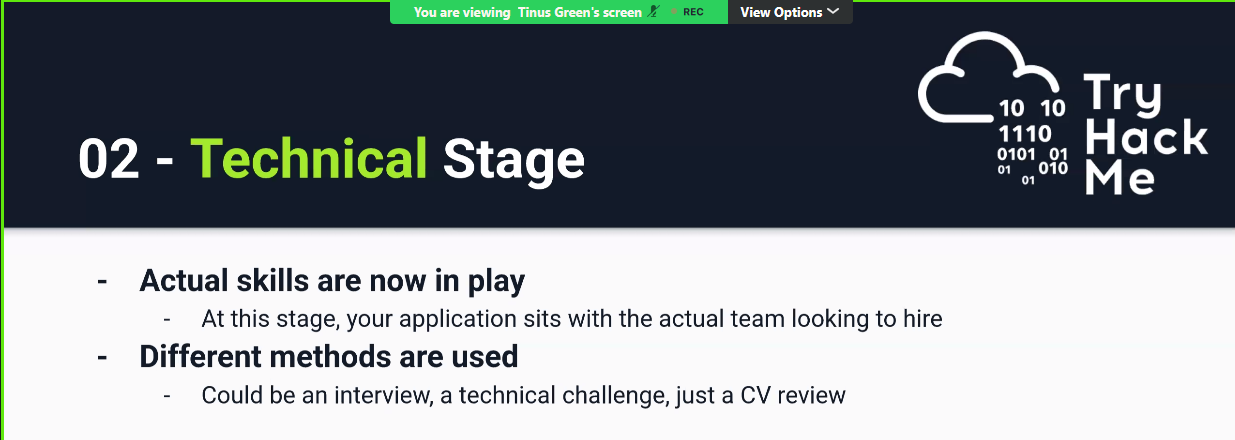 You are viewing Tinus Green's screen REC View Options
10 10
1110
0101 01
01 010
01
Try
Hack
Me
02 - Technical Stage
- Actual skills are now in play
- At this stage, your application sits with the actual team looking to hire
- Different methods are used
- Could be an interview, a technical challenge, just a CV review